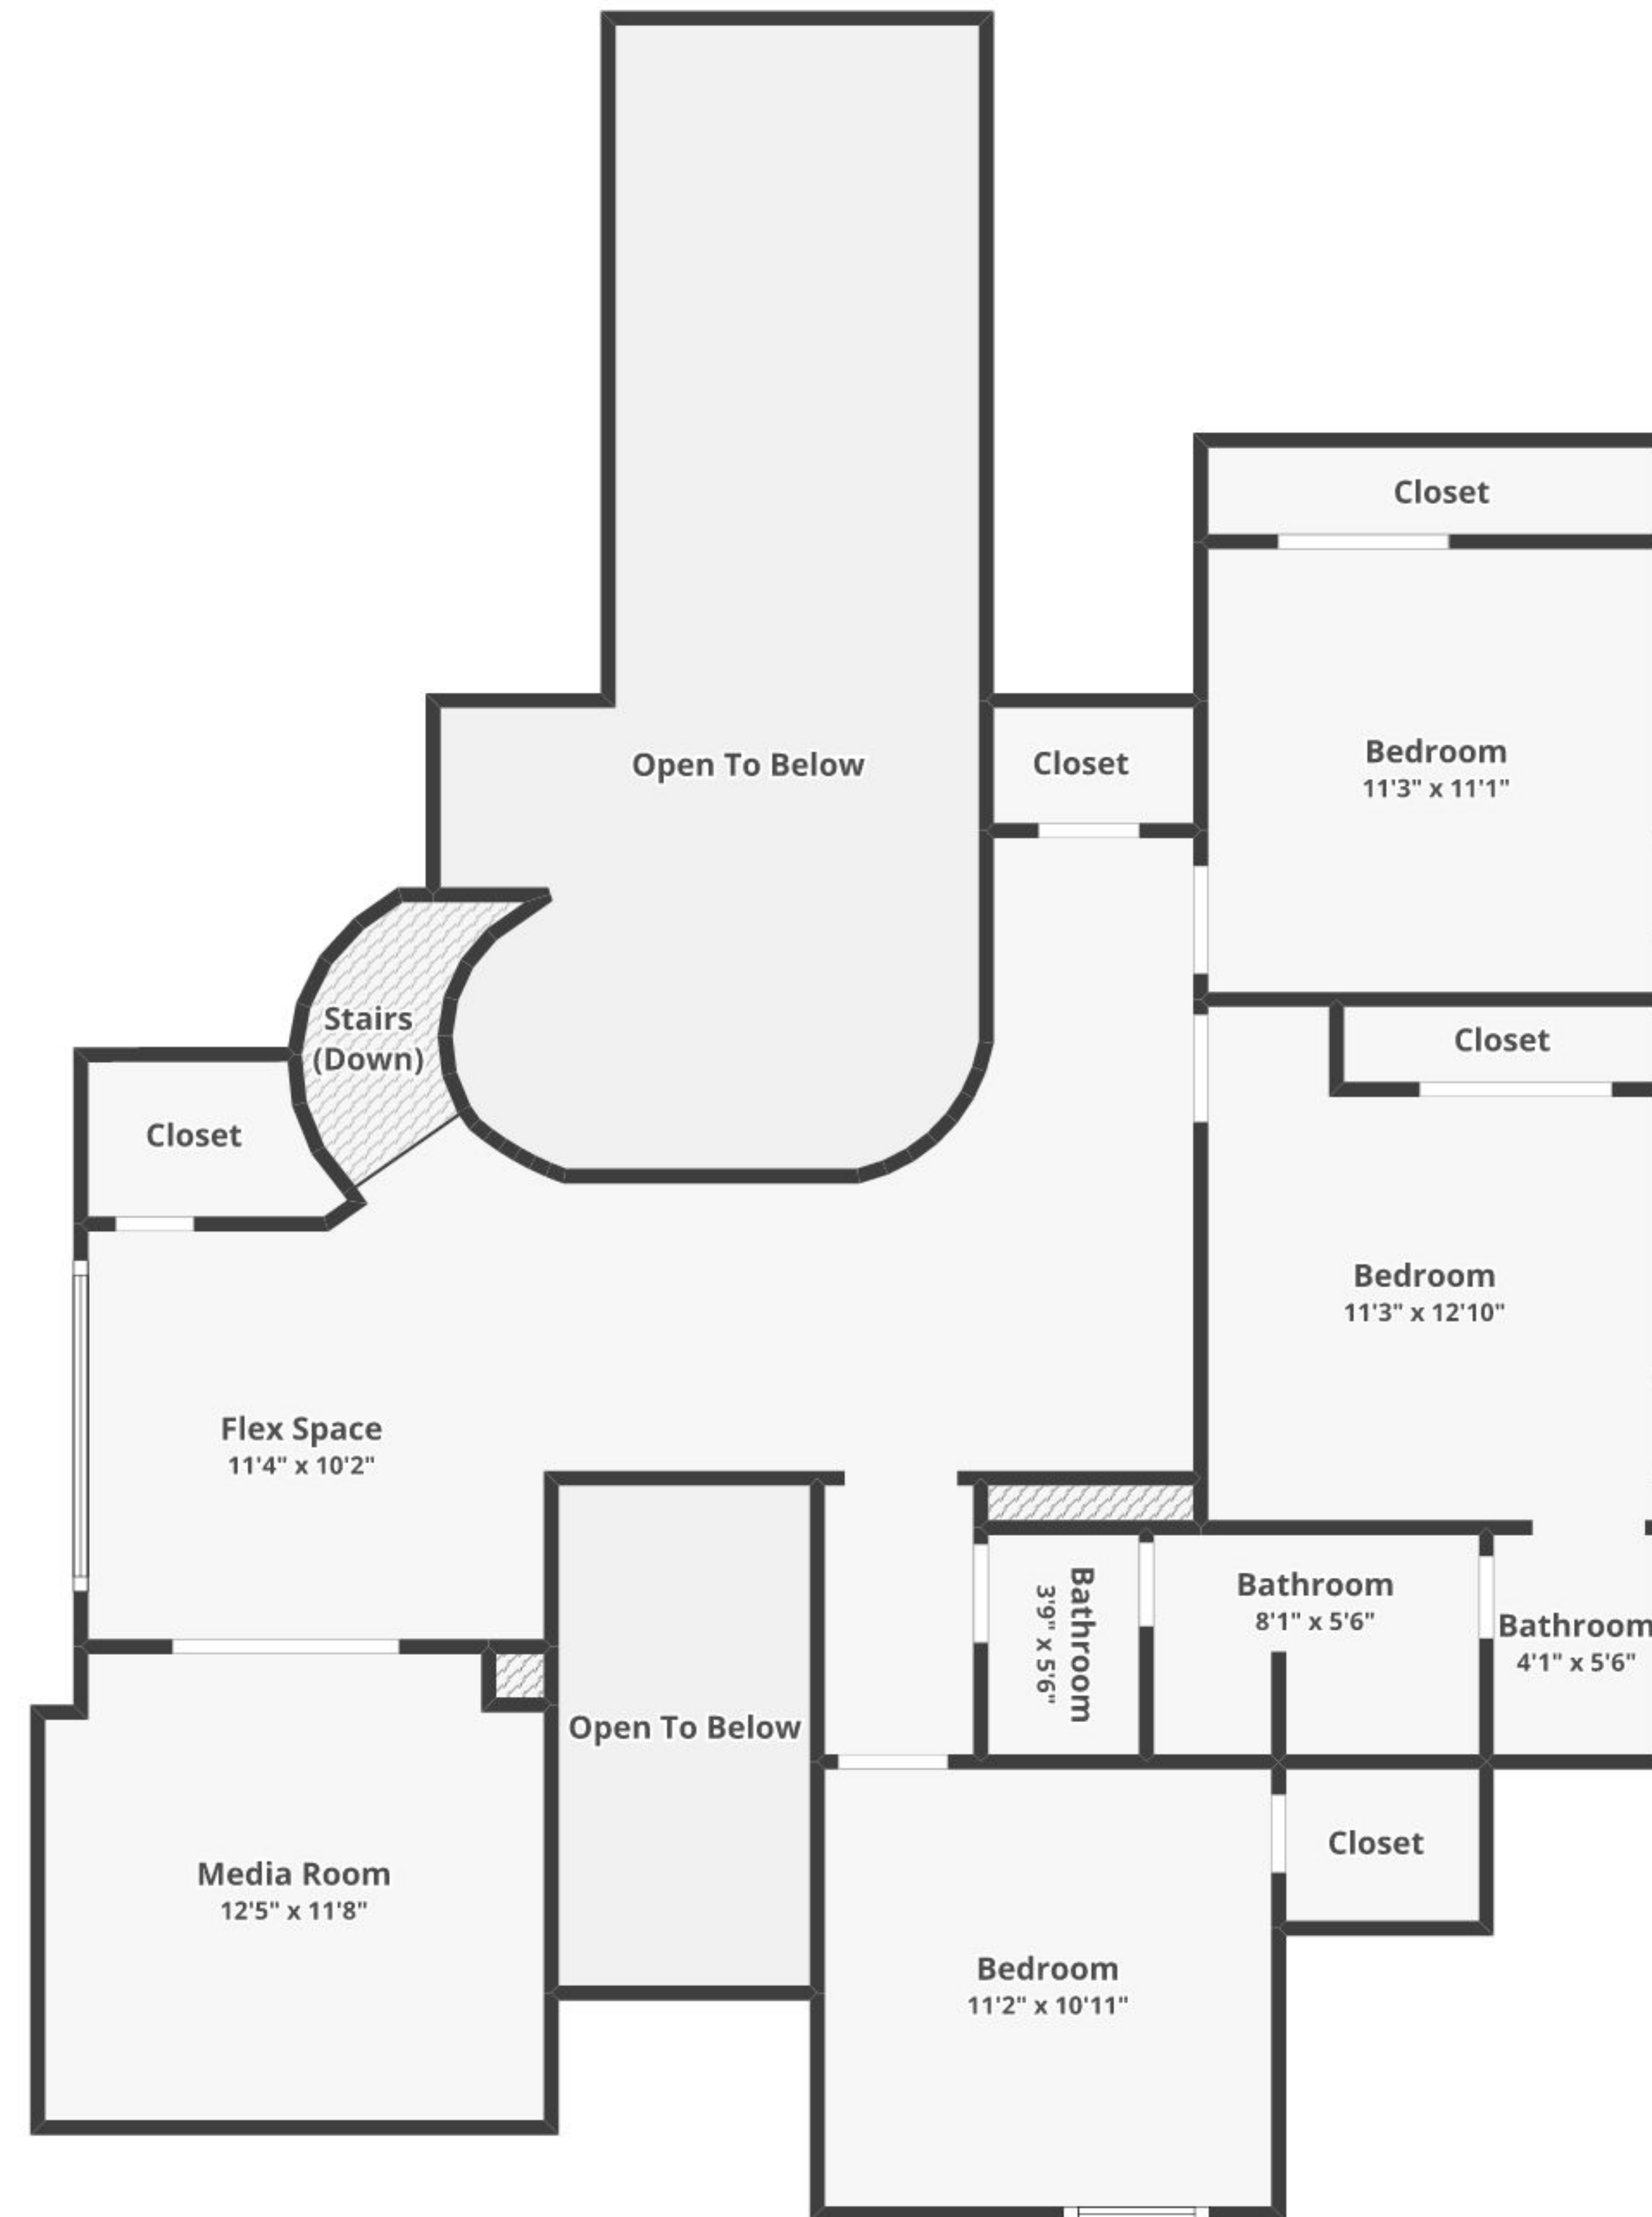 Closet
Bedroom
11'3" x 11'1"
Open To Below
Closet
Stairs
(Down)
Closet
Closet
Bedroom
11'3" x 12'10"
Flex Space
11'4" x 10'2"
Bathroom
3'9" x 5'6"
Bathroom
8'1" x 5'6"
Bathroom
4'1" x 5'6"
Open To Below
Media Room
12'5" x 11'8"
Closet
Bedroom
11'2" x 10'11"